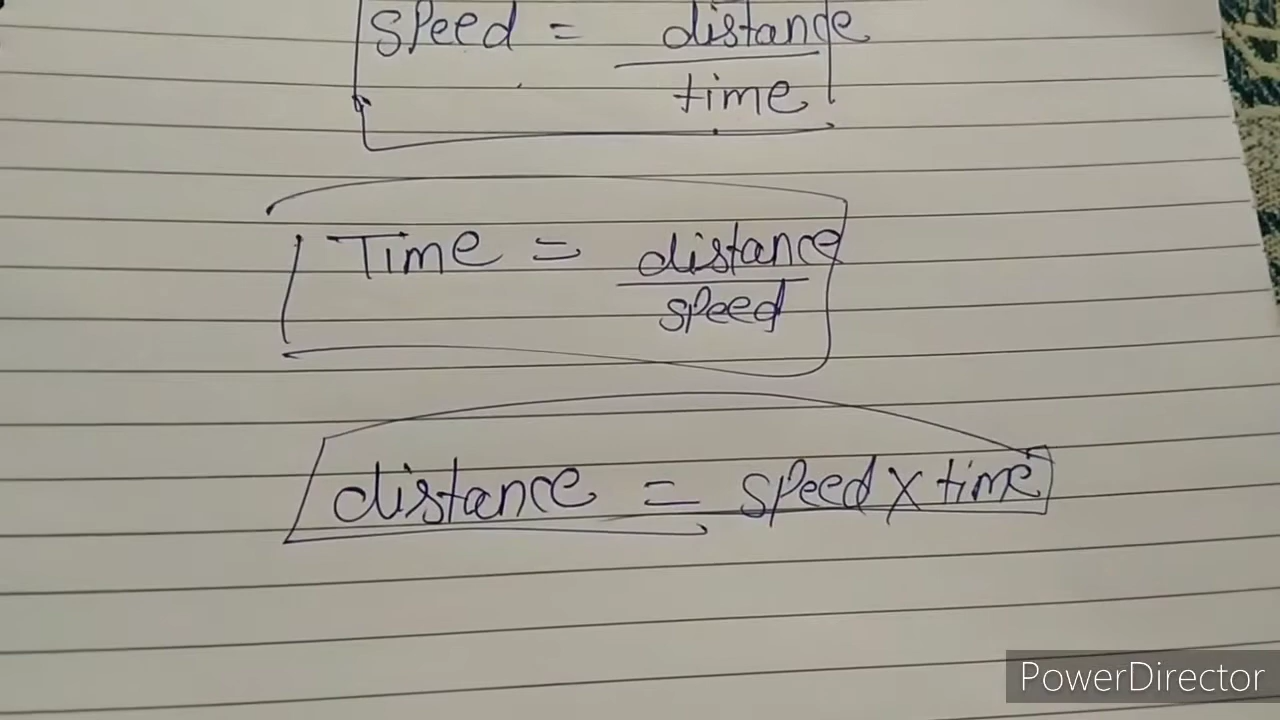 speed = distance
time
Time = distance
speed
distance = speed × time
PowerDirector